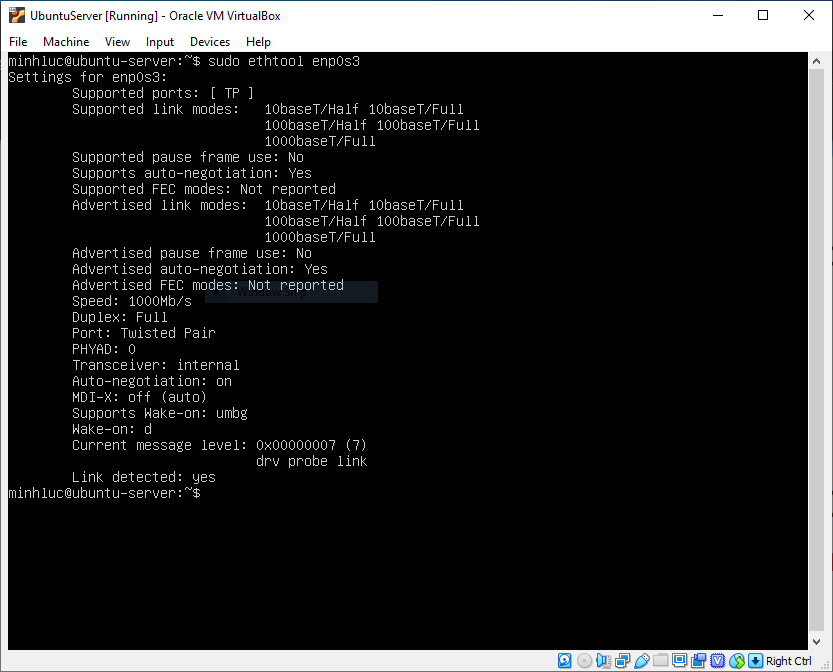 UbuntuServer [Running] - Oracle VM VirtualBox
File Machine View Input Devices Help
minhluc@ubuntu-server:~$ sudo ethtool enp0s3
Settings for enp0s3:
Supported ports: [ TP ]
Supported link modes: 10baseT/Half 10baseT/Full
100baseT/Half 100baseT/Full
1000baseT/Full
Supported pause frame use: No
Supports auto-negotiation: Yes
Supported FEC modes: Not reported
Advertised link modes: 10baseT/Half 10baseT/Full
100baseT/Half 100baseT/Full
1000baseT/Full
Advertised pause frame use: No
Advertised auto-negotiation: Yes
Advertised FEC modes: Not reported
Window Snip
Speed: 1000Mb/s
Duplex: Full
Port: Twisted Pair
PHYAD: 0
Transceiver: internal
Auto-negotiation: on
MDI-X: off (auto)
Supports Wake-on: umbg
Wake-on: d
Current message level: 0x00000007 (7)
drv probe link
Link detected: yes
minhluc@ubuntu-server:~$
Right Ctrl